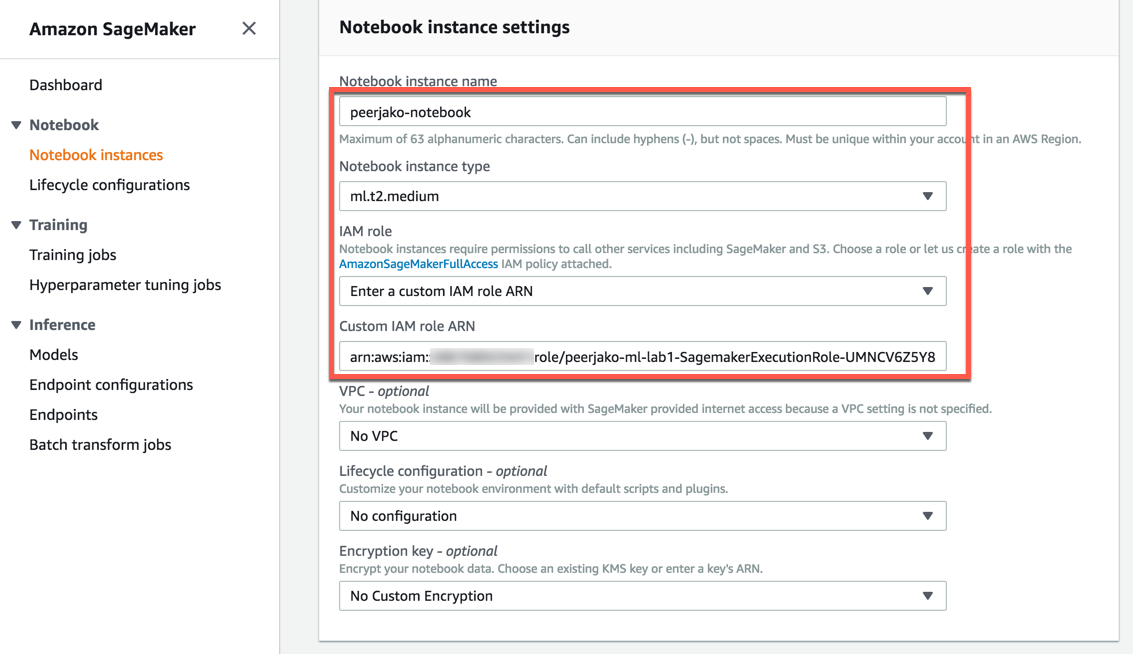 Amazon SageMaker
Dashboard
Notebook
Notebook instances
Lifecycle configurations
Training
Training jobs
Hyperparameter tuning jobs
Inference
Models
Endpoint configurations
Endpoints
Batch transform jobs
Notebook instance settings
Notebook instance name
peerjako-notebook
Maximum of 63 alphanumeric characters. Can include hyphens (-), but not spaces. Must be unique within your account in an AWS Region.
Notebook instance type
ml.t2.medium
IAM role
Notebook instances require permissions to call other services including SageMaker and S3. Choose a role or let us create a role with the
AmazonSageMakerFullAccess IAM policy attached.
Enter a custom IAM role ARN
Custom IAM role ARN
arn:aws:iam:: role/peerjako-ml-lab1-SagemakerExecutionRole-UMNCV6Z5Y8
VPC - optional
Your notebook instance will be provided with SageMaker provided internet access because a VPC setting is not specified.
No VPC
Lifecycle configuration - optional
Customize your notebook environment with default scripts and plugins.
No configuration
Encryption key - optional
Encrypt your notebook data. Choose an existing KMS key or enter a key's ARN.
No Custom Encryption